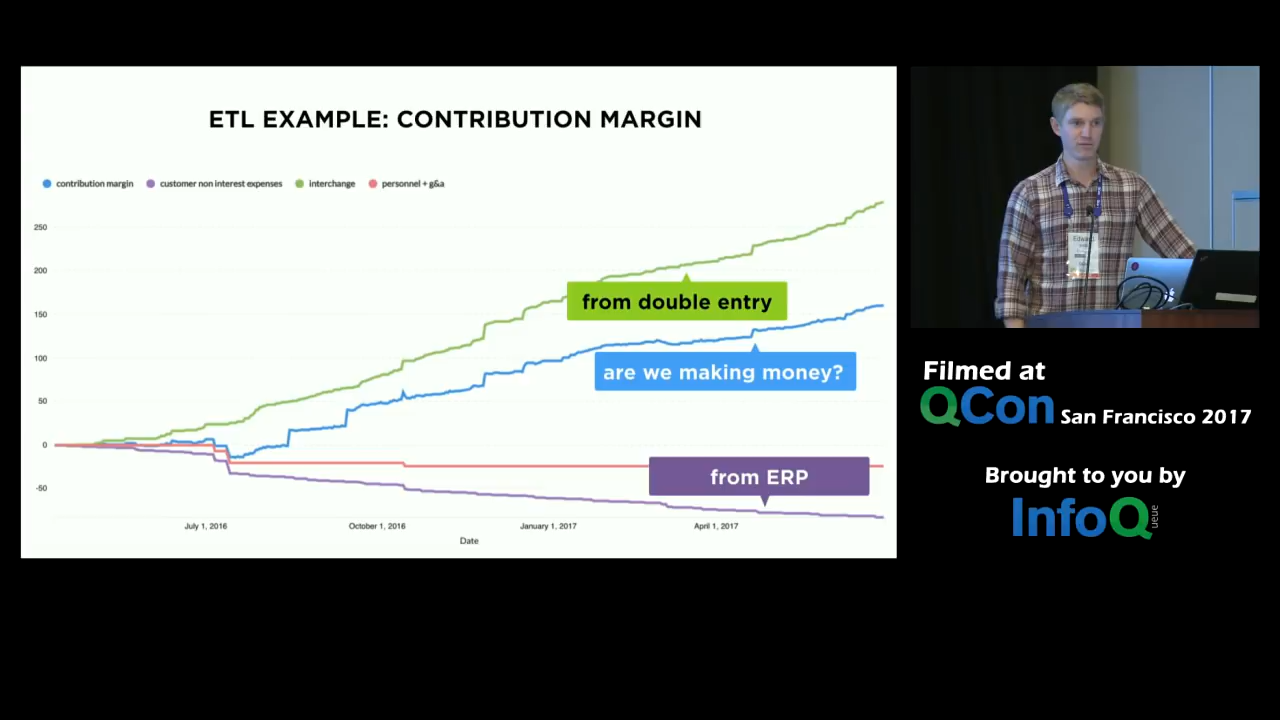 ETL EXAMPLE: CONTRIBUTION MARGIN
contribution margin customer non interest expenses interchange personnel + g&a
250
200
150
100
50
0
-50
from double entry
are we making money?
from ERP
July 1, 2016 October 1, 2016 January 1, 2017 April 1, 2017
Date
Edward
Filmed at
QCon San Francisco 2017
Brought to you by
InfoQ
ueue